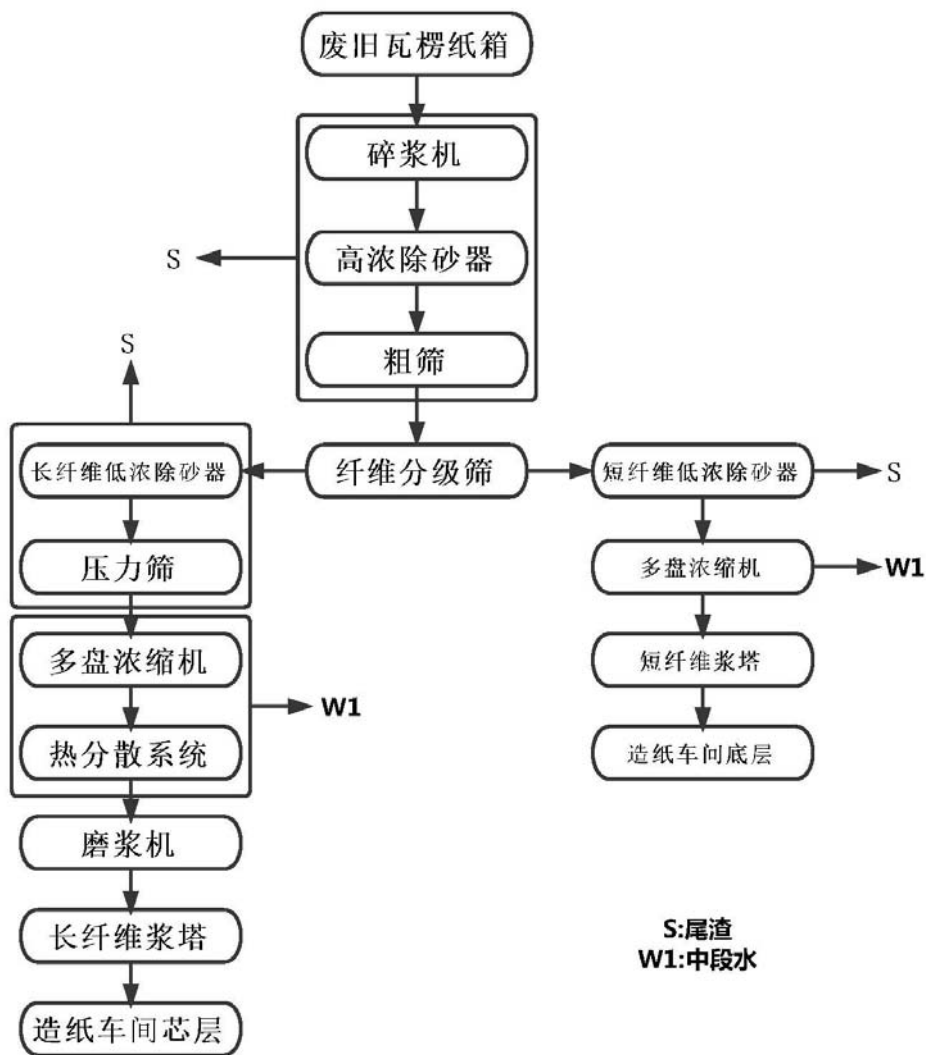 废旧瓦楞纸箱
碎浆机
S
高浓除砂器
粗筛
S
长纤维低浓除砂器
纤维分级筛
短纤维低浓除砂器
S
压力筛
多盘浓缩机
W1
多盘浓缩机
短纤维浆塔
W1
热分散系统
造纸车间底层
磨浆机
长纤维浆塔
造纸车间芯层
S:尾渣
W1:中段水